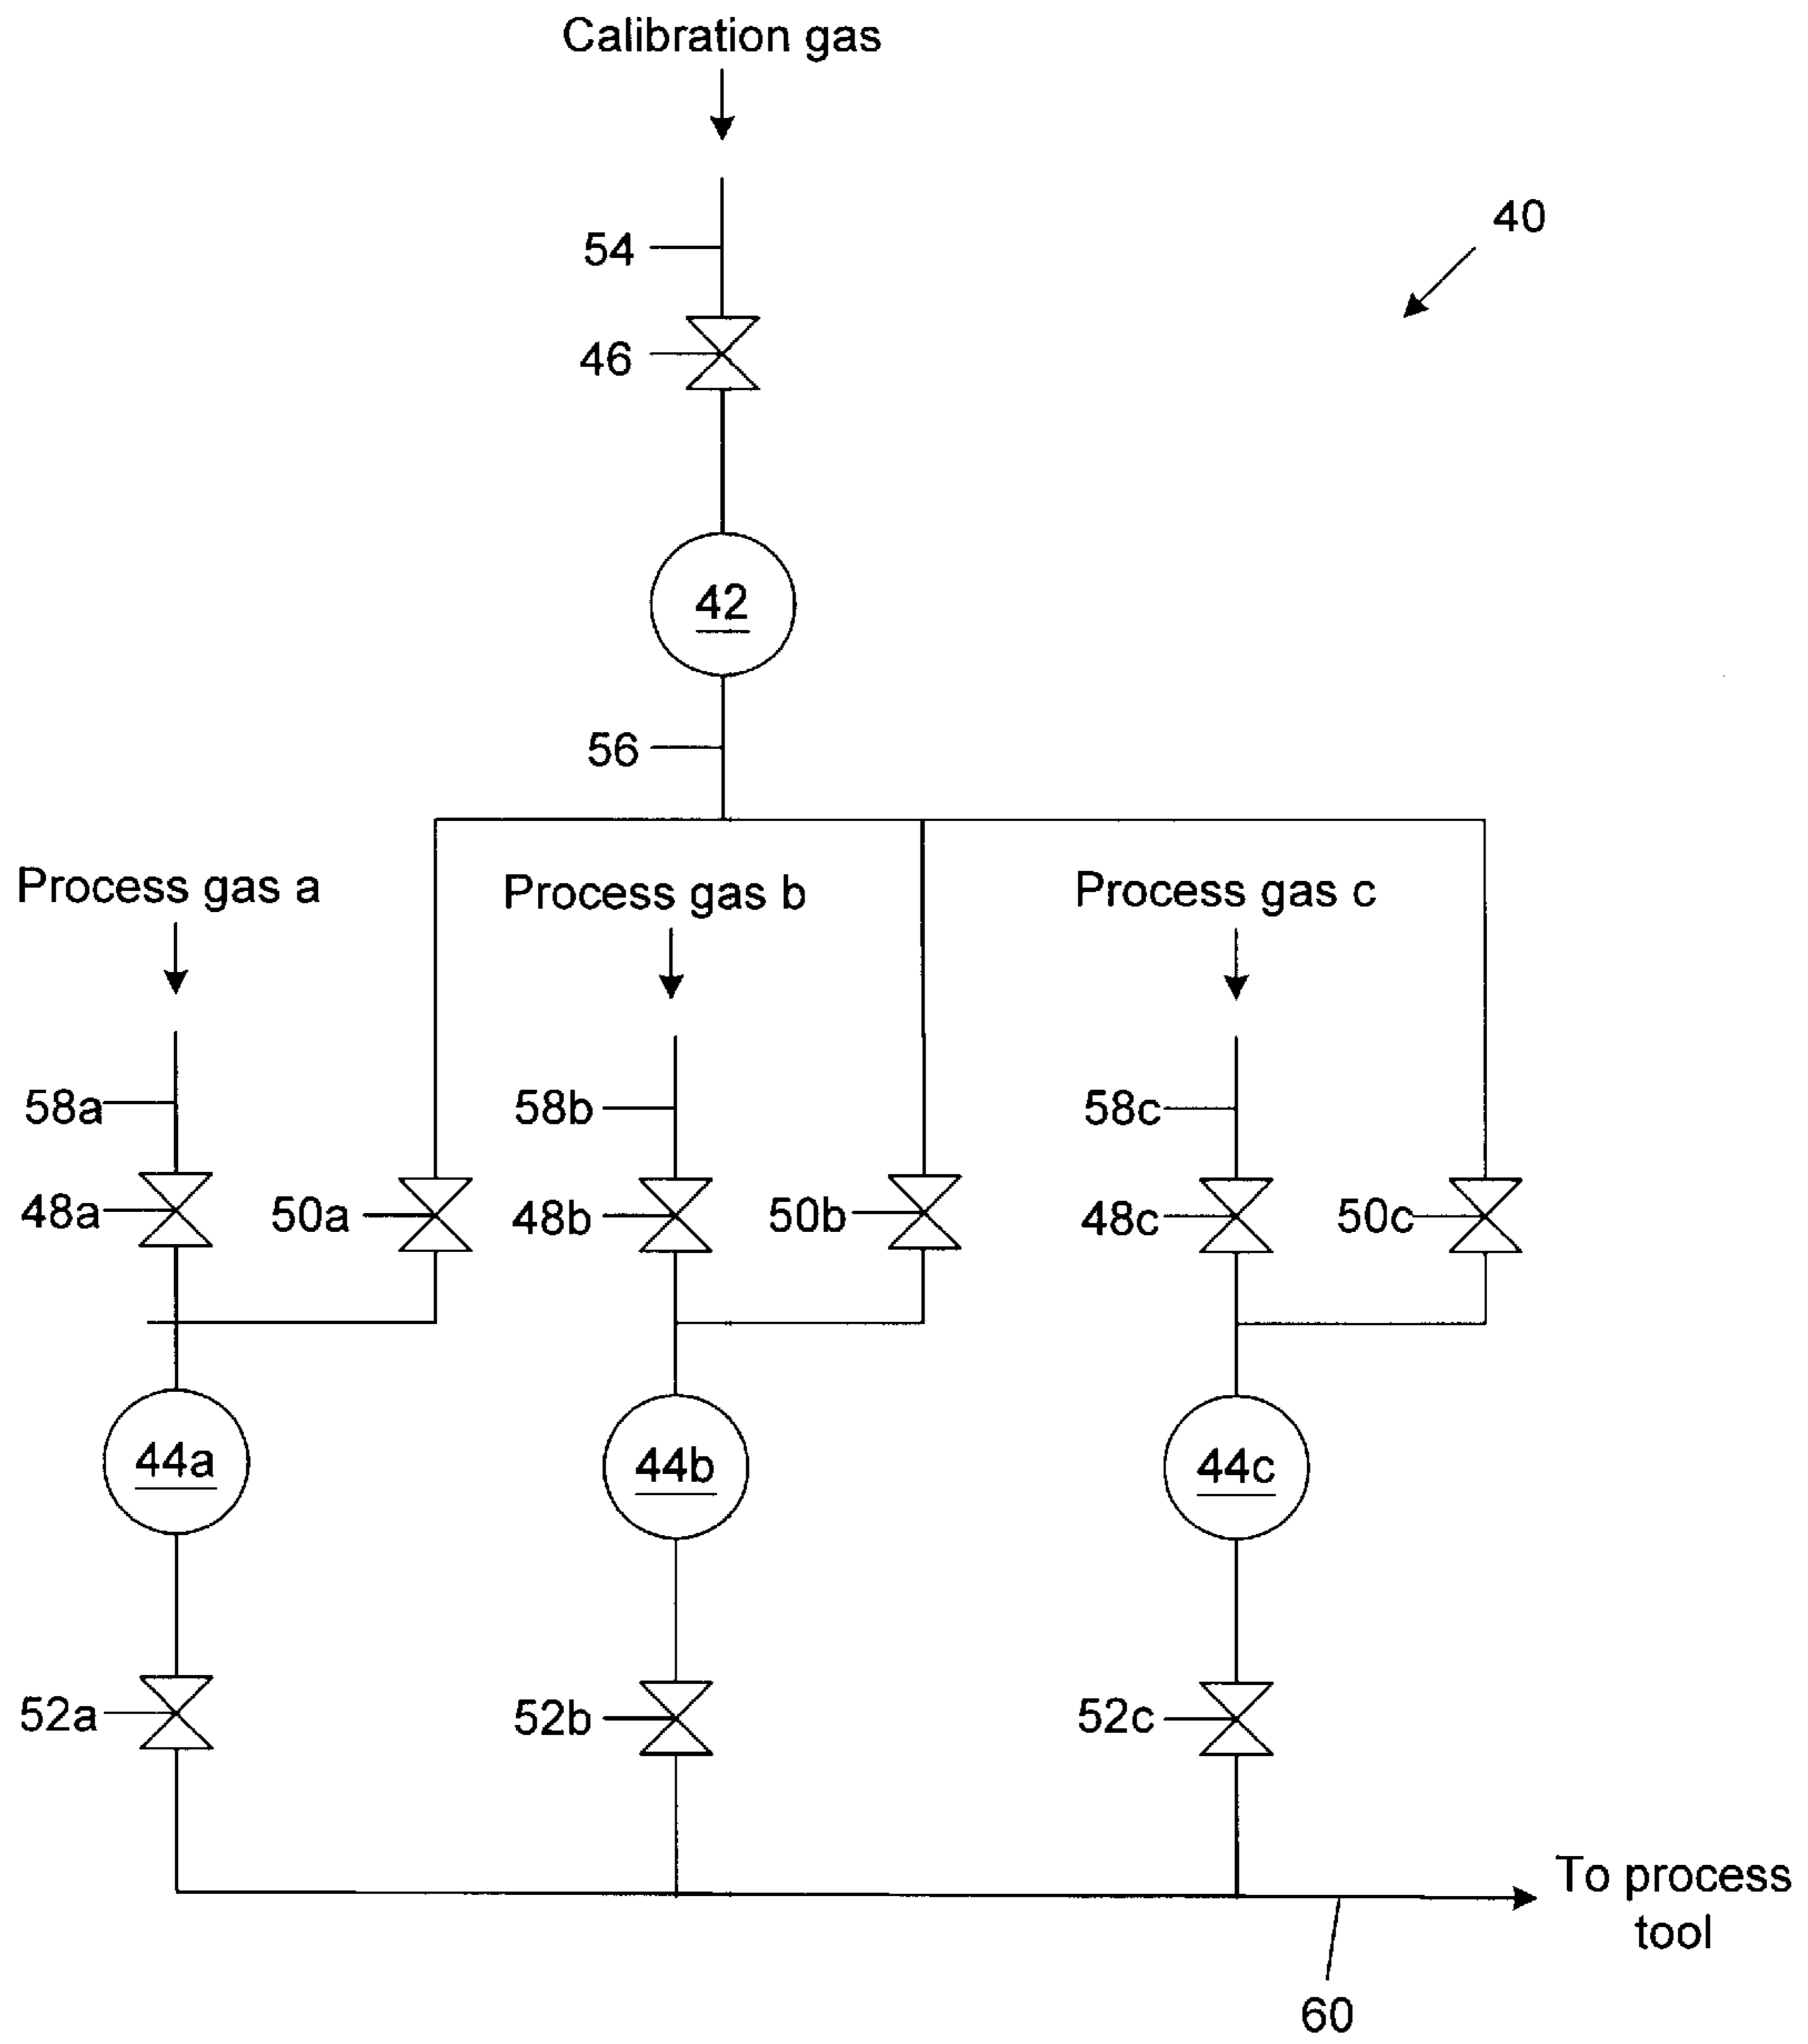 Calibration gas
40
54
46
42
56
Process gas a
Process gas b
Process gas c
58a
58b
58c
48a
50a
48b
50b
48c
50c
44a
44b
44c
52a
52b
52c
To process
tool
60